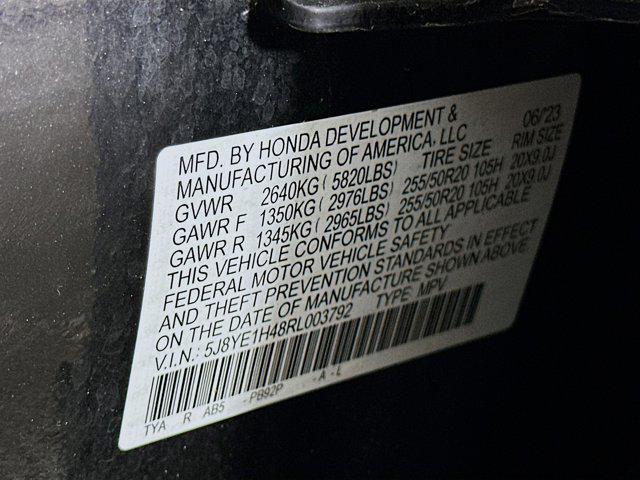 MFD. BY HONDA DEVELOPMENT & 06/'23
MANUFACTURING OF AMERICA, LLC
TIRE SIZE RIM SIZE
GVWR 2640KG ( 5820LBS)
GAWR F 1350KG ( 2976LBS) 255/50R20 105H 20X9.0J
GAWR R 1345KG ( 2965LBS) 255/50R20 105H 20X9.0J
THIS VEHICLE CONFORMS TO ALL APPLICABLE
FEDERAL MOTOR VEHICLE SAFETY
AND THEFT PREVENTION STANDARDS IN EFFECT
ON THE DATE OF MANUFACTURE SHOWN ABOVE.
V.I.N.: 5J8YE1H48RL003792 TYPE: MPV
TYA R AB5 -PB92P -A-L